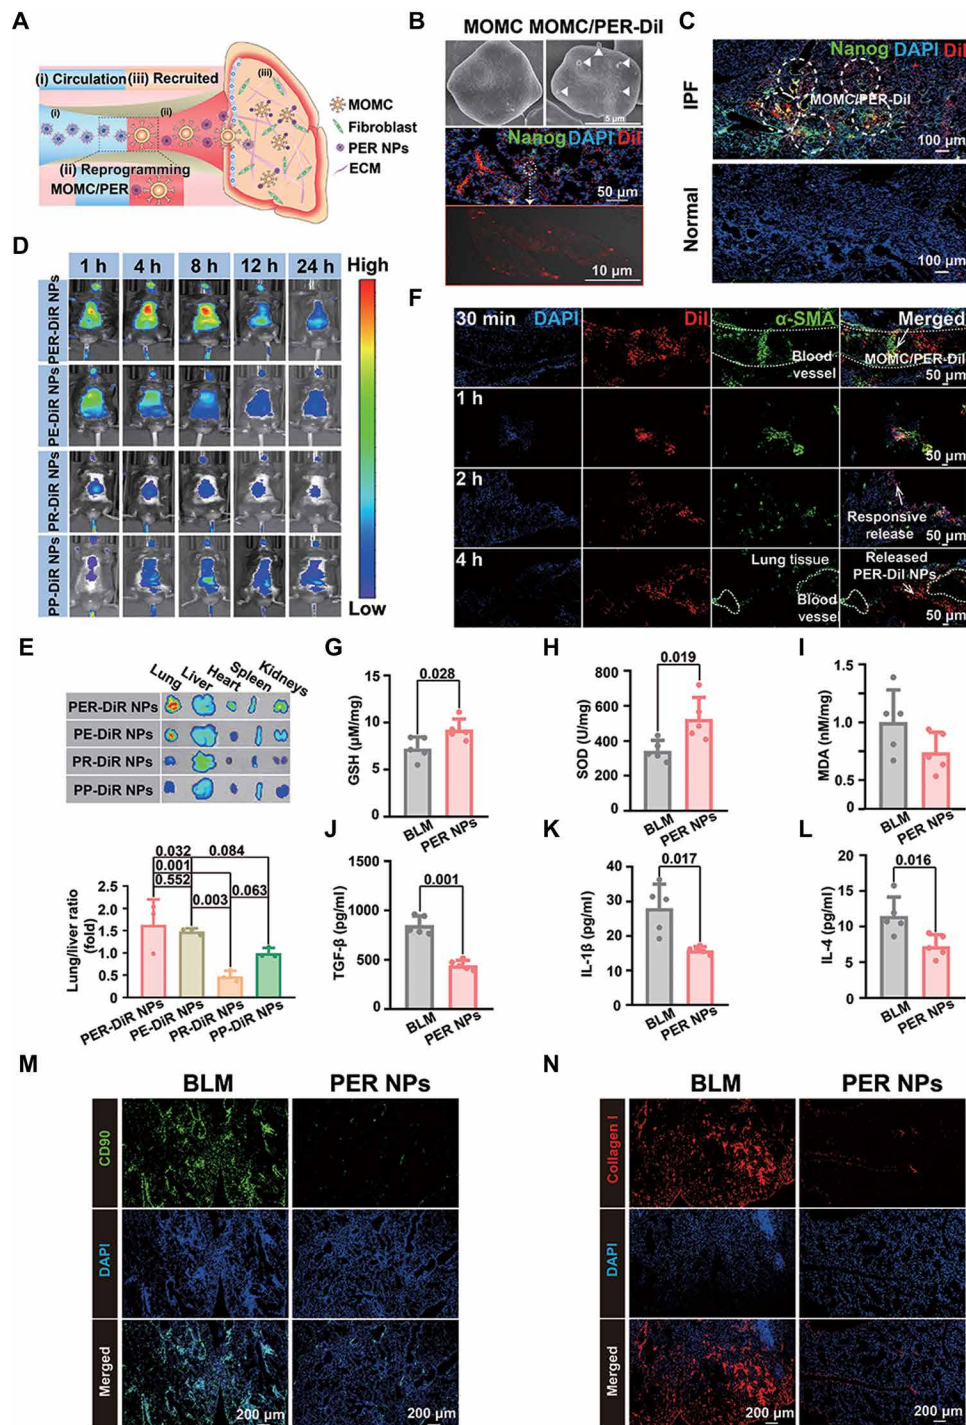 A
(i) Circulation (iii) Recruited
(i)
(ii)
(iii)
(ii) Reprogramming
MOMC/PER
MOMC
Fibroblast
PER NPs
ECM
B
MOMC MOMC/PER-DiI
5 μm
Nanog DAPI DiI
50 μm
10 μm
C
Nanog DAPI DiI
IPF
MOMC/PER-DiI
100 μm
Normal
100 μm
D
1 h 4 h 8 h 12 h 24 h
High
Low
PER-DiR NPs
PE-DiR NPs
PR-DiR NPs
PP-DiR NPs
F
30 min DAPI DiI α-SMA Merged
Blood vessel
MOMC/PER-DiI
50 μm
1 h
50 μm
2 h
Responsive release
50 μm
4 h
Lung tissue
Blood vessel
Released PER-DiI NPs
50 μm
E
Lung Liver Heart Spleen Kidneys
PER-DiR NPs
PE-DiR NPs
PR-DiR NPs
PP-DiR NPs
0.032 0.084
0.001
0.552 0.063
0.003
Lung/liver ratio
(fold)
2.5
2.0
1.5
1.0
0.5
0
PER-DiR NPs
PE-DiR NPs
PR-DiR NPs
PP-DiR NPs
G
0.028
GSH (μM/mg)
15
10
5
0
BLM
PER NPs
H
0.019
SOD (U/mg)
800
600
400
200
0
BLM
PER NPs
I
MDA (nM/mg)
1.5
1.0
0.5
0
BLM
PER NPs
J
0.001
TGF-β (pg/ml)
1500
1000
500
0
BLM
PER NPs
K
0.017
IL-1β (pg/ml)
40
30
20
10
0
BLM
PER NPs
L
0.016
IL-4 (pg/ml)
20
15
10
5
0
BLM
PER NPs
M
BLM PER NPs
CD90
DAPI
Merged
200 μm 200 μm
N
BLM PER NPs
Collagen I
DAPI
Merged
200 μm 200 μm